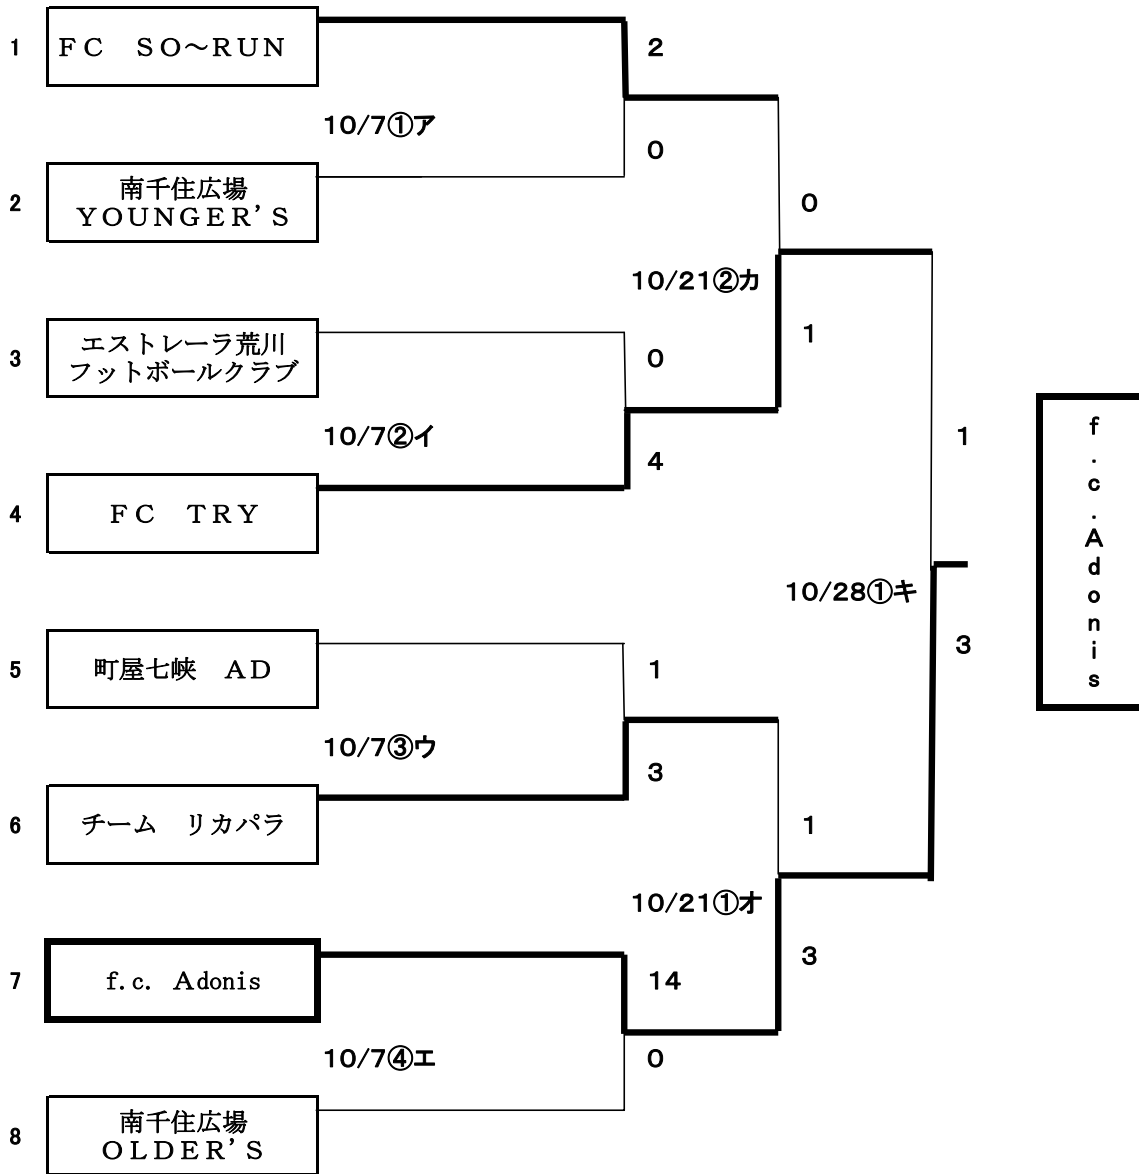 1
ＦＣ　ＳＯ～ＲＵＮ
2
10/7①ア
0
2
南千住広場
ＹＯＵＮＧＥＲ’Ｓ
0
10/21②カ
3
エストレーラ荒川
フットボールクラブ
0
1
10/7②イ
4
1
4
ＦＣ　ＴＲＹ
10/28①キ
5
町屋七峡　ＡＤ
1
3
10/7③ウ
3
6
チーム　リカパラ
1
10/21①オ
7
f.c. Adonis
14
3
10/7④エ
0
8
南千住広場
ＯＬＤＥＲ’Ｓ
f.c.Adonis